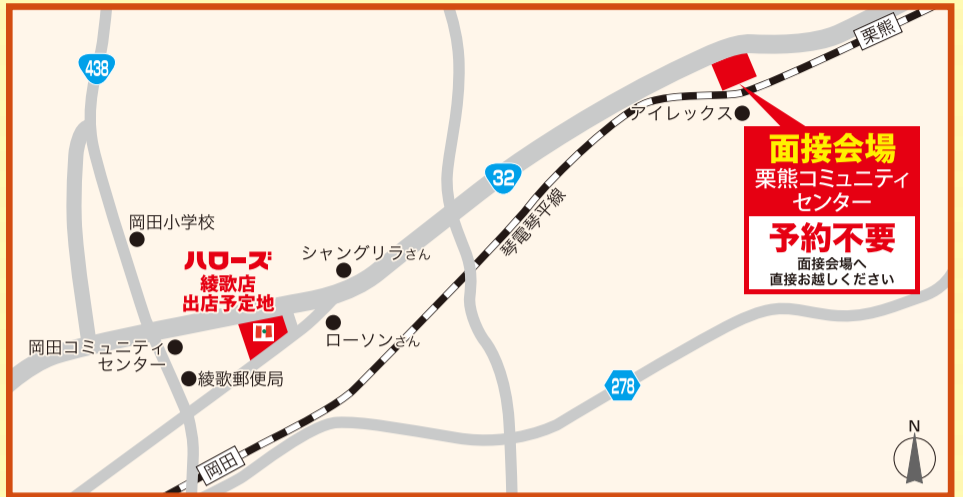 438
栗熊
アイレックス
面接会場
栗熊コミュニティ
センター
予約不要
面接会場へ
直接お越しください
32
琴電琴平線
岡田小学校
シャングリラさん
ハローズ
綾歌店
出店予定地
ローソンさん
岡田コミュニティ
センター
綾歌郵便局
278
岡田
N